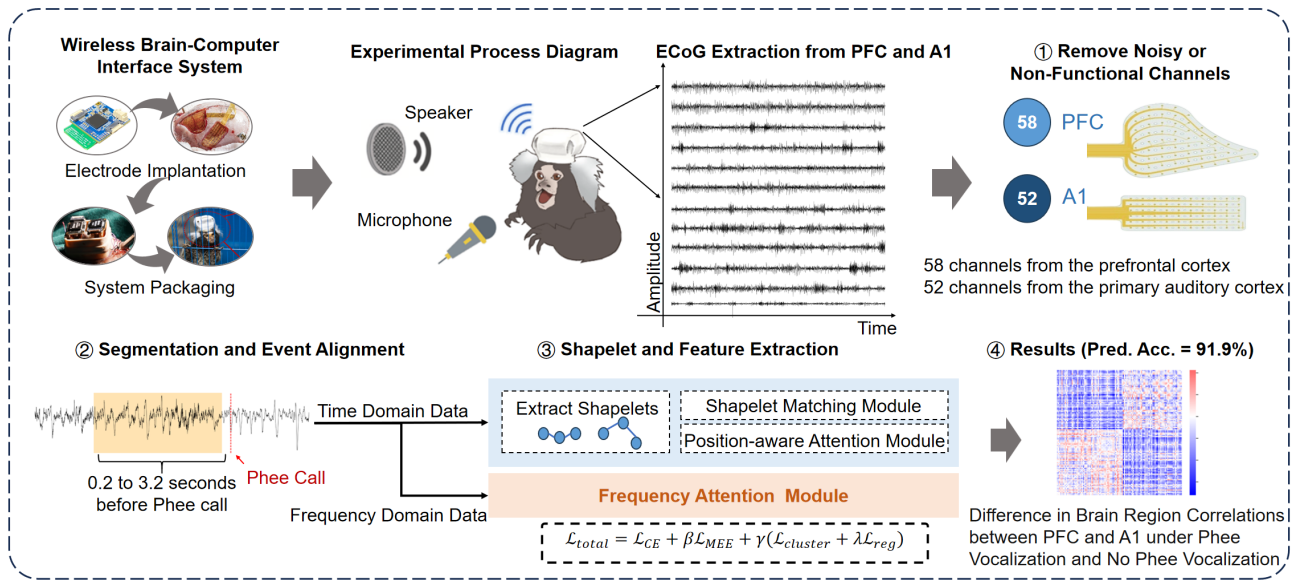 Wireless Brain-Computer
Interface System
Electrode Implantation
System Packaging
Experimental Process Diagram
Speaker
Microphone
ECoG Extraction from PFC and A1
Amplitude
Time
① Remove Noisy or
Non-Functional Channels
58 PFC
52 A1
58 channels from the prefrontal cortex
52 channels from the primary auditory cortex
② Segmentation and Event Alignment
Phee Call
0.2 to 3.2 seconds
before Phee call
Time Domain Data
Frequency Domain Data
③ Shapelet and Feature Extraction
Extract Shapelets
Shapelet Matching Module
Position-aware Attention Module
Frequency Attention Module
ℒ_total = ℒ_CE + βℒ_MEE + γ(ℒ_cluster + λℒ_reg)
④ Results (Pred. Acc. = 91.9%)
Difference in Brain Region Correlations
between PFC and A1 under Phee
Vocalization and No Phee Vocalization